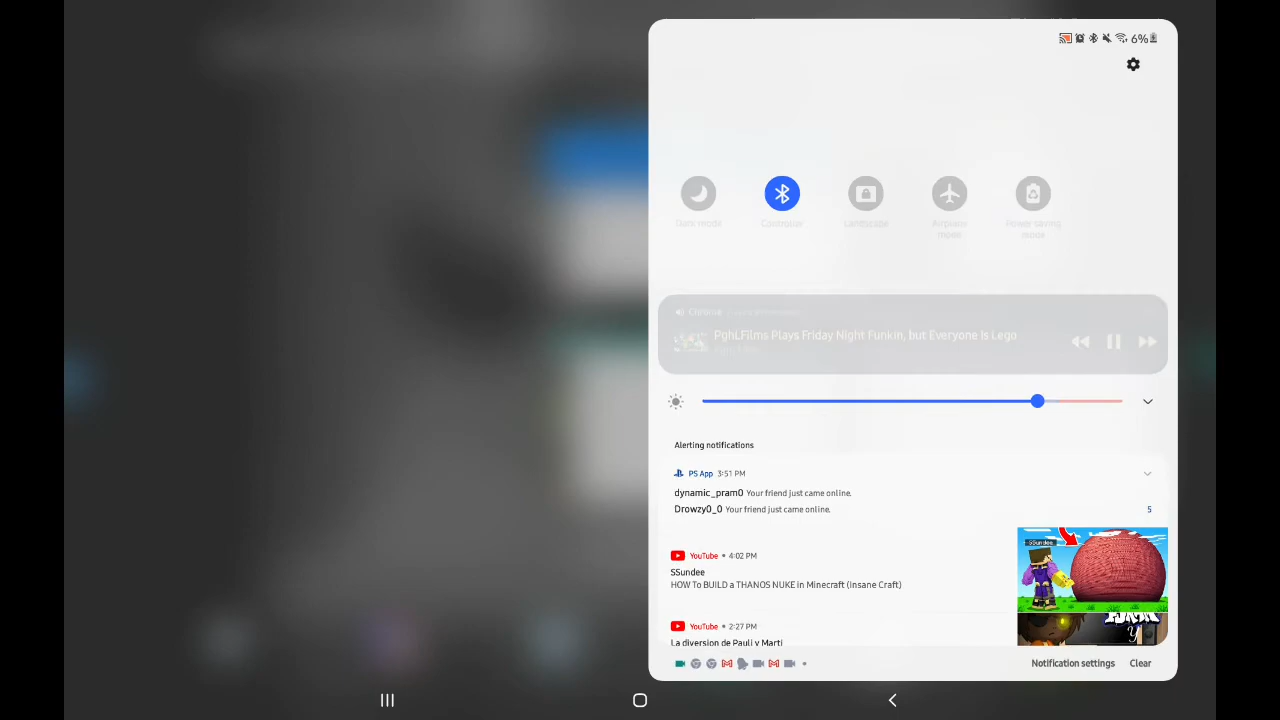 6%
Dark mode
Controller
Landscape
Airplane
mode
Power saving
mode
Chrome
PghLFilms Plays Friday Night Funkin, but Everyone Is Lego
Alerting notifications
PS App 3:51 PM
dynamic_pram0 Your friend just came online.
Drowzy0_0 Your friend just came online.
5
YouTube • 4:02 PM
SSundee
HOW To BUILD a THANOS NUKE in Minecraft (Insane Craft)
SSundee
YouTube • 2:27 PM
La diversion de Pauli y Marti
Y
Notification settings
Clear